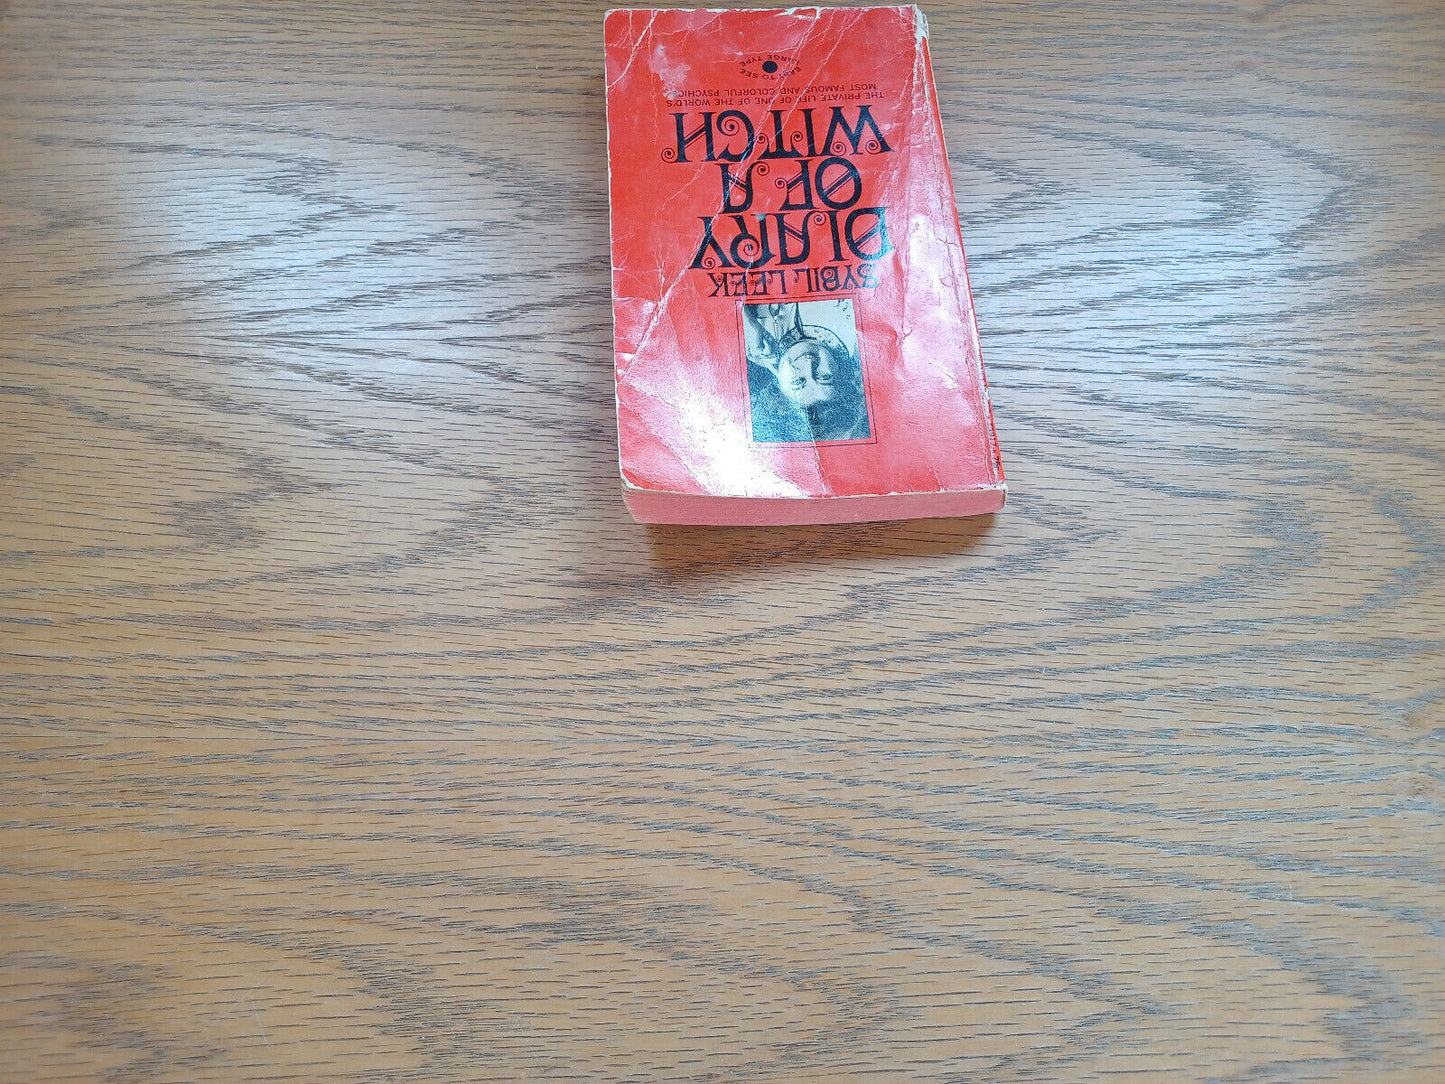 SYBIL LEEK
DIARY
OF A
WITCH
THE PRIVATE LIFE OF ONE OF THE WORLD'S
MOST FAMOUS AND COLORFUL PSYCHICS
EASY TO SEE
LARGE TYPE